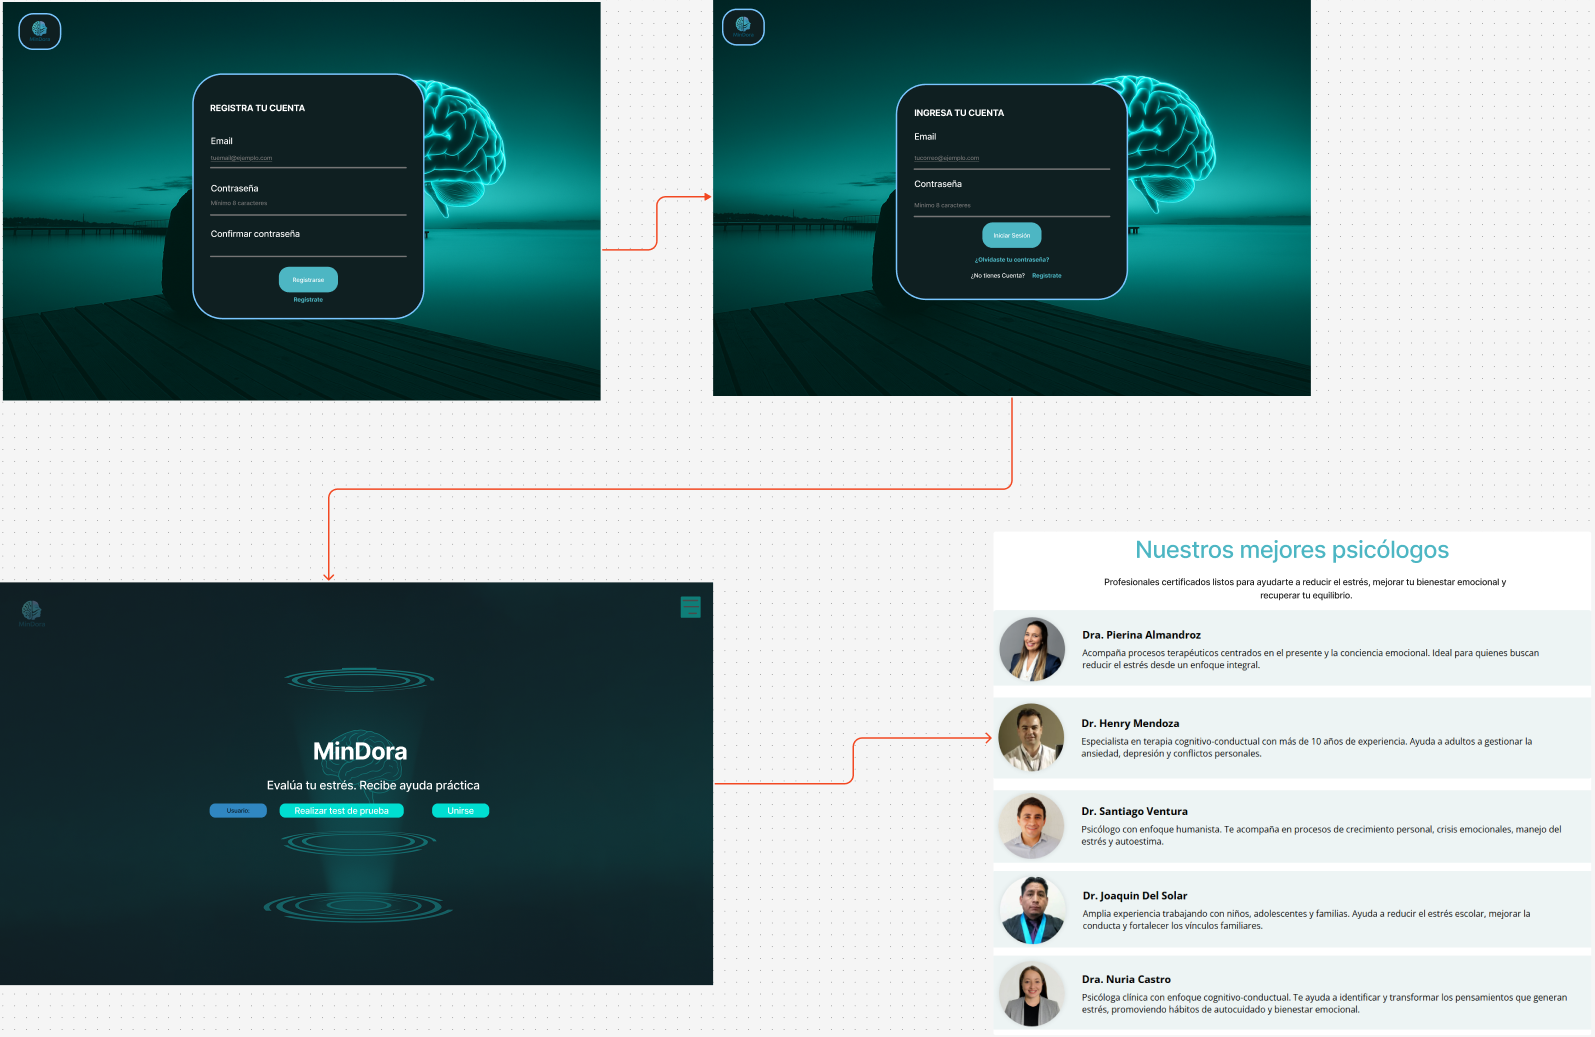 MinDora
REGISTRA TU CUENTA
Email
tuemail@ejemplo.com
Contraseña
Minimo 8 caracteres
Confirmar contraseña
Registrarse
Registrate
MinDora
INGRESA TU CUENTA
Email
tucorreo@ejemplo.com
Contraseña
Minimo 8 caracteres
Iniciar Sesión
¿Olvidaste tu contraseña?
¿No tienes Cuenta? Registrate
MinDora
MinDora
Evalúa tu estrés. Recibe ayuda práctica
Usuario:
Realizar test de prueba
Unirse
Nuestros mejores psicólogos
Profesionales certificados listos para ayudarte a reducir el estrés, mejorar tu bienestar emocional y
recuperar tu equilibrio.
Dra. Pierina Almandroz
Acompaña procesos terapéuticos centrados en el presente y la conciencia emocional. Ideal para quienes buscan
reducir el estrés desde un enfoque integral.
Dr. Henry Mendoza
Especialista en terapia cognitivo-conductual con más de 10 años de experiencia. Ayuda a adultos a gestionar la
ansiedad, depresión y conflictos personales.
Dr. Santiago Ventura
Psicólogo con enfoque humanista. Te acompaña en procesos de crecimiento personal, crisis emocionales, manejo del
estrés y autoestima.
Dr. Joaquin Del Solar
Amplia experiencia trabajando con niños, adolescentes y familias. Ayuda a reducir el estrés escolar, mejorar la
conducta y fortalecer los vínculos familiares.
Dra. Nuria Castro
Psicóloga clínica con enfoque cognitivo-conductual. Te ayuda a identificar y transformar los pensamientos que generan
estrés, promoviendo hábitos de autocuidado y bienestar emocional.